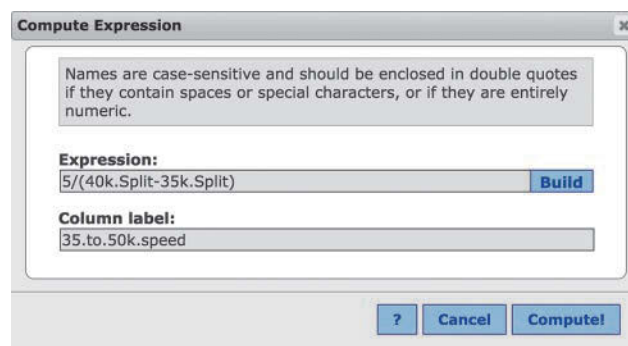 Compute Expression
Names are case-sensitive and should be enclosed in double quotes
if they contain spaces or special characters, or if they are entirely
numeric.
Expression:
5/(40k.Split-35k.Split) Build
Column label:
35.to.50k.speed
? Cancel Compute!